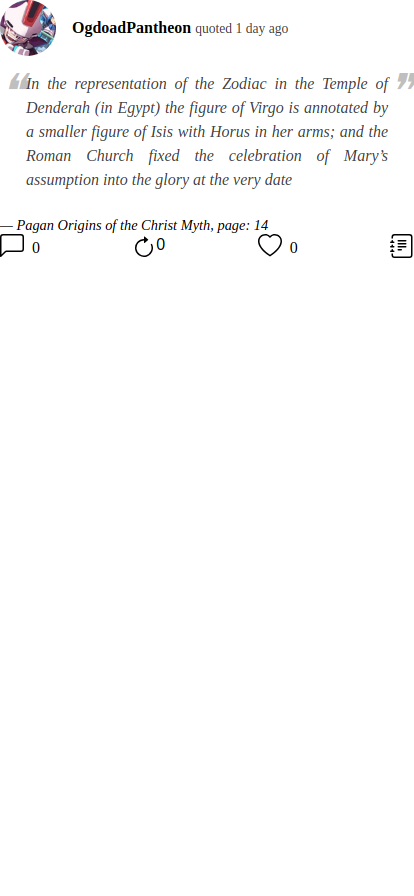 OgdoadPantheon quoted 1 day ago
❝In the representation of the Zodiac in the Temple of ❞
Denderah (in Egypt) the figure of Virgo is annotated by
a smaller figure of Isis with Horus in her arms; and the
Roman Church fixed the celebration of Mary’s
assumption into the glory at the very date
— Pagan Origins of the Christ Myth, page: 14
0 0 0